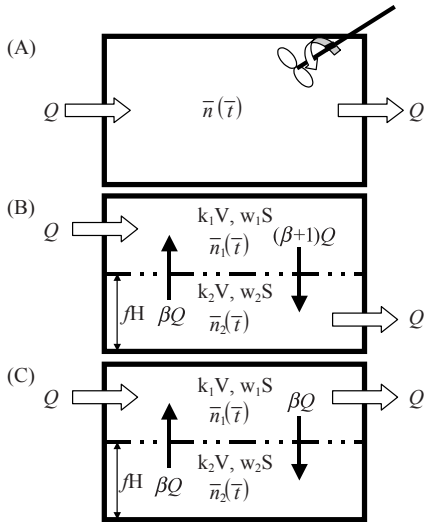 (A)
Q n̅(t̅) Q
(B)
Q k₁V, w₁S
n̅₁(t̅) (β+1)Q
k₂V, w₂S
fH βQ n̅₂(t̅) Q
(C)
Q k₁V, w₁S Q
n̅₁(t̅) βQ
k₂V, w₂S
fH βQ n̅₂(t̅)